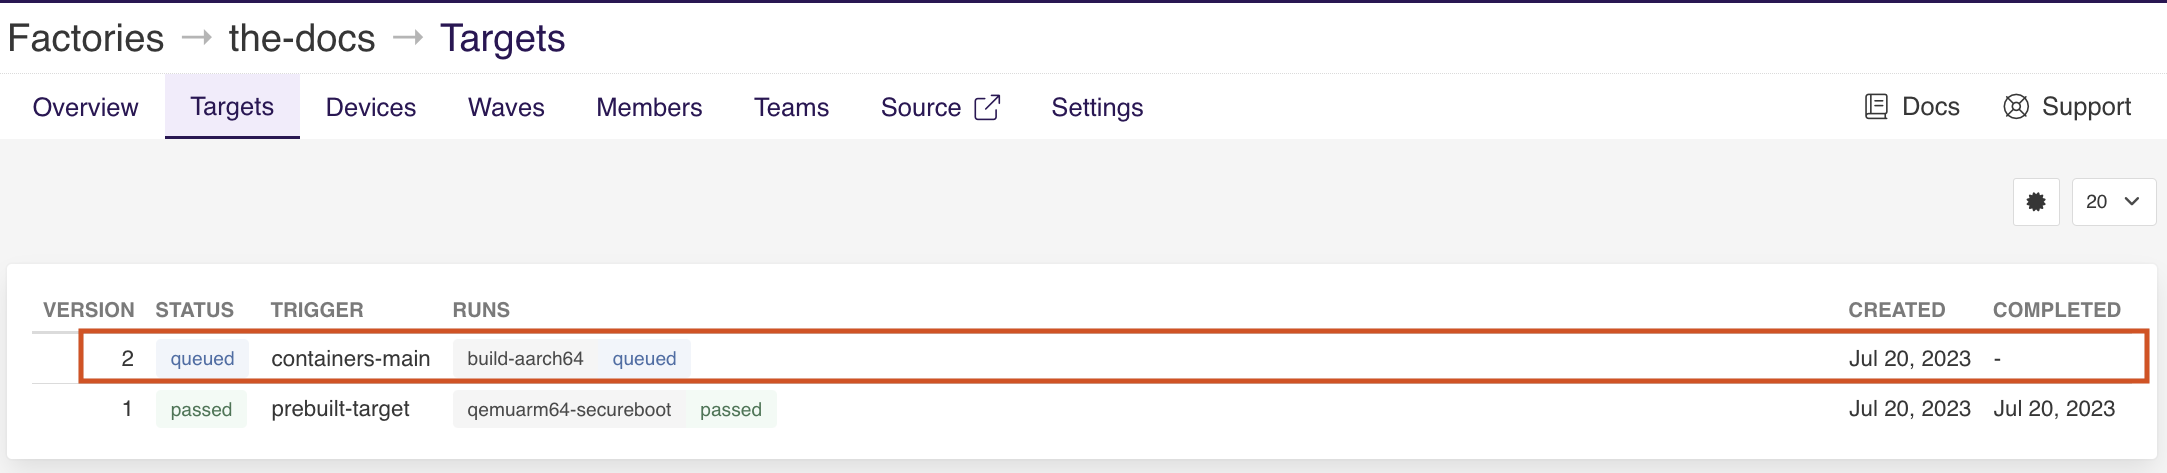 Factories → the-docs → Targets
Overview Targets Devices Waves Members Teams Source Settings Docs Support
20
VERSION STATUS TRIGGER RUNS CREATED COMPLETED
2 queued containers-main build-aarch64 queued Jul 20, 2023 -
1 passed prebuilt-target qemuarm64-secureboot passed Jul 20, 2023 Jul 20, 2023